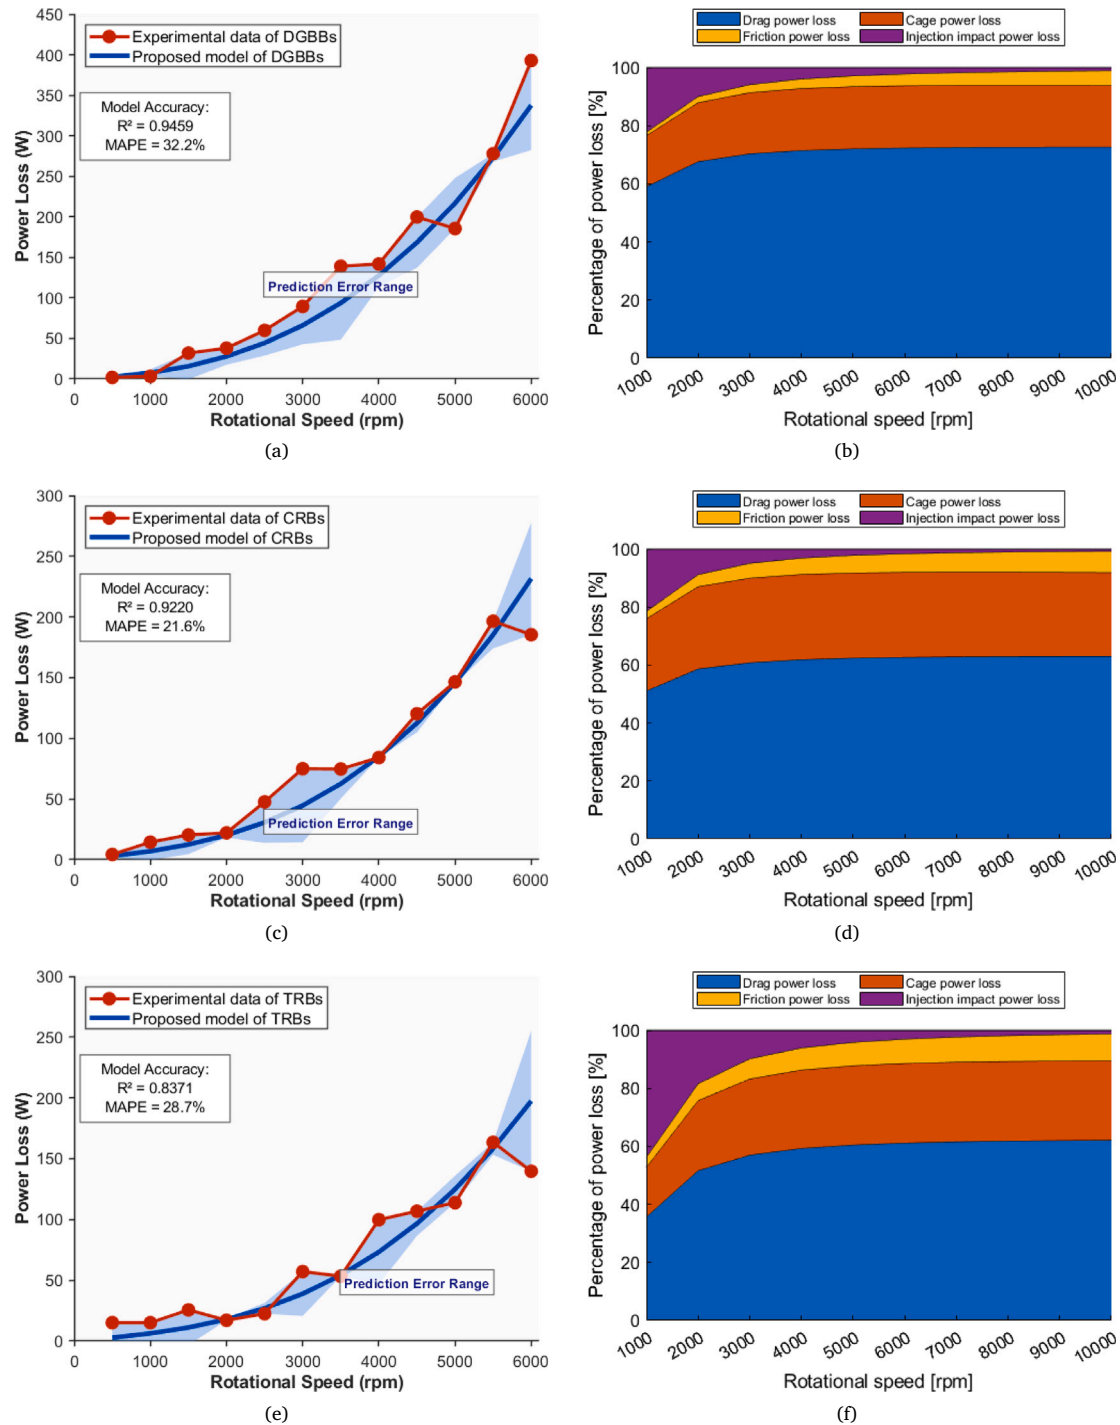 Experimental data of DGBBs
Proposed model of DGBBs
Model Accuracy:
R² = 0.9459
MAPE = 32.2%
Prediction Error Range
Power Loss (W)
450
400
350
300
250
200
150
100
50
0
0 1000 2000 3000 4000 5000 6000
Rotational Speed (rpm)
(a)
Drag power loss Cage power loss
Friction power loss Injection impact power loss
Percentage of power loss [%]
100
80
60
40
20
0
1000 2000 3000 4000 5000 6000 7000 8000 9000 10000
Rotational speed [rpm]
(b)
Experimental data of CRBs
Proposed model of CRBs
Model Accuracy:
R² = 0.9220
MAPE = 21.6%
Prediction Error Range
Power Loss (W)
300
250
200
150
100
50
0
0 1000 2000 3000 4000 5000 6000
Rotational Speed (rpm)
(c)
Drag power loss Cage power loss
Friction power loss Injection impact power loss
Percentage of power loss [%]
100
80
60
40
20
0
1000 2000 3000 4000 5000 6000 7000 8000 9000 10000
Rotational speed [rpm]
(d)
Experimental data of TRBs
Proposed model of TRBs
Model Accuracy:
R² = 0.8371
MAPE = 28.7%
Prediction Error Range
Power Loss (W)
300
250
200
150
100
50
0
0 1000 2000 3000 4000 5000 6000
Rotational Speed (rpm)
(e)
Drag power loss Cage power loss
Friction power loss Injection impact power loss
Percentage of power loss [%]
100
80
60
40
20
0
1000 2000 3000 4000 5000 6000 7000 8000 9000 10000
Rotational speed [rpm]
(f)